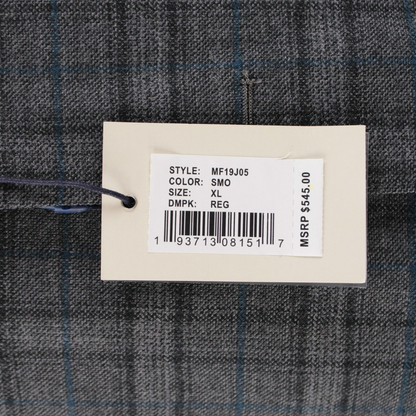 STYLE: MF19J05
COLOR: SMO
SIZE: XL
DMPK: REG
1 93713 08151 7
MSRP $545.00